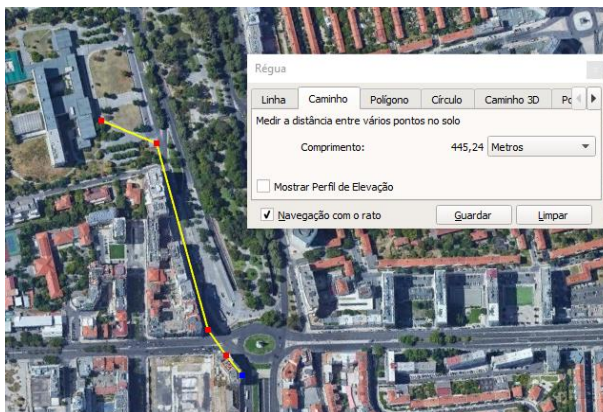 Régua
Linha Caminho Polígono Círculo Caminho 3D
Medir a distância entre vários pontos no solo
Comprimento: 445,24 Metros
Mostrar Perfil de Elevação
Navegação com o rato Guardar Limpar